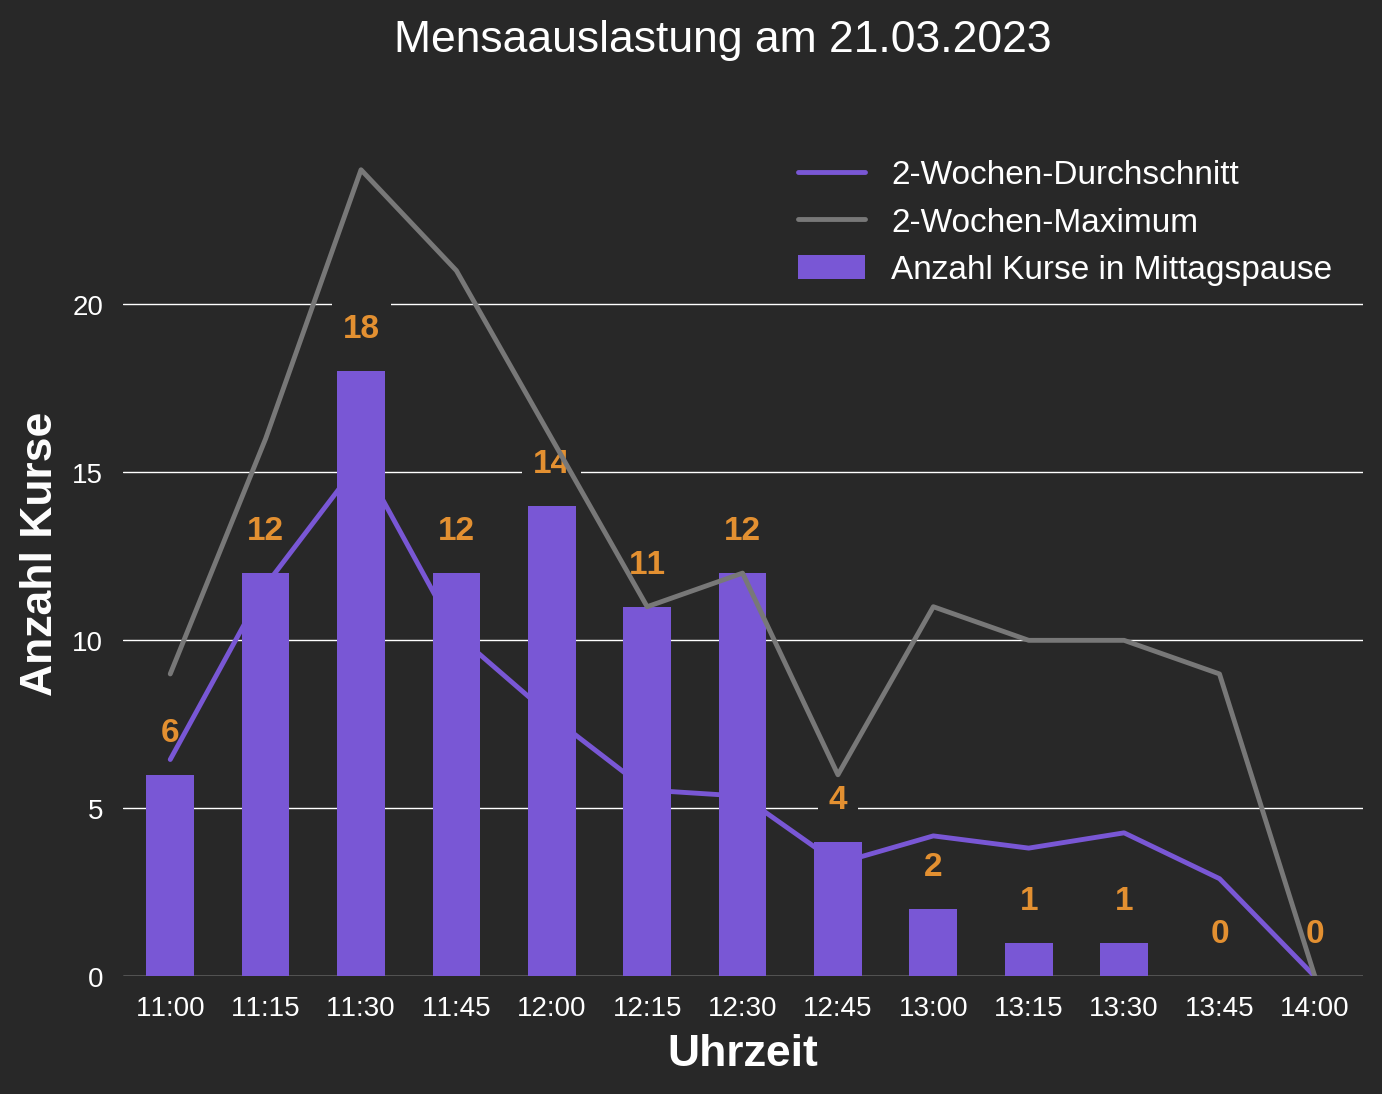 Mensaauslastung am 21.03.2023
2-Wochen-Durchschnitt
2-Wochen-Maximum
Anzahl Kurse in Mittagspause
Anzahl Kurse
20
15
10
5
0
6
12
18
12
14
11
12
4
2
1
1
0
0
11:00 11:15 11:30 11:45 12:00 12:15 12:30 12:45 13:00 13:15 13:30 13:45 14:00
Uhrzeit